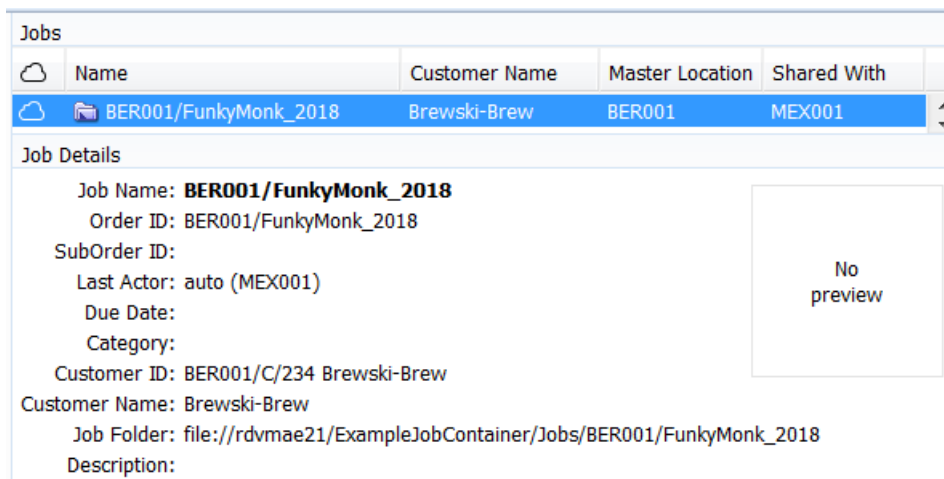 Jobs
Name Customer Name Master Location Shared With
BER001/FunkyMonk_2018 Brewski-Brew BER001 MEX001
Job Details
Job Name: BER001/FunkyMonk_2018
Order ID: BER001/FunkyMonk_2018
SubOrder ID:
Last Actor: auto (MEX001)
Due Date:
Category:
Customer ID: BER001/C/234 Brewski-Brew
Customer Name: Brewski-Brew
Job Folder: file://rdvmae21/ExampleJobContainer/Jobs/BER001/FunkyMonk_2018
Description:
No
preview